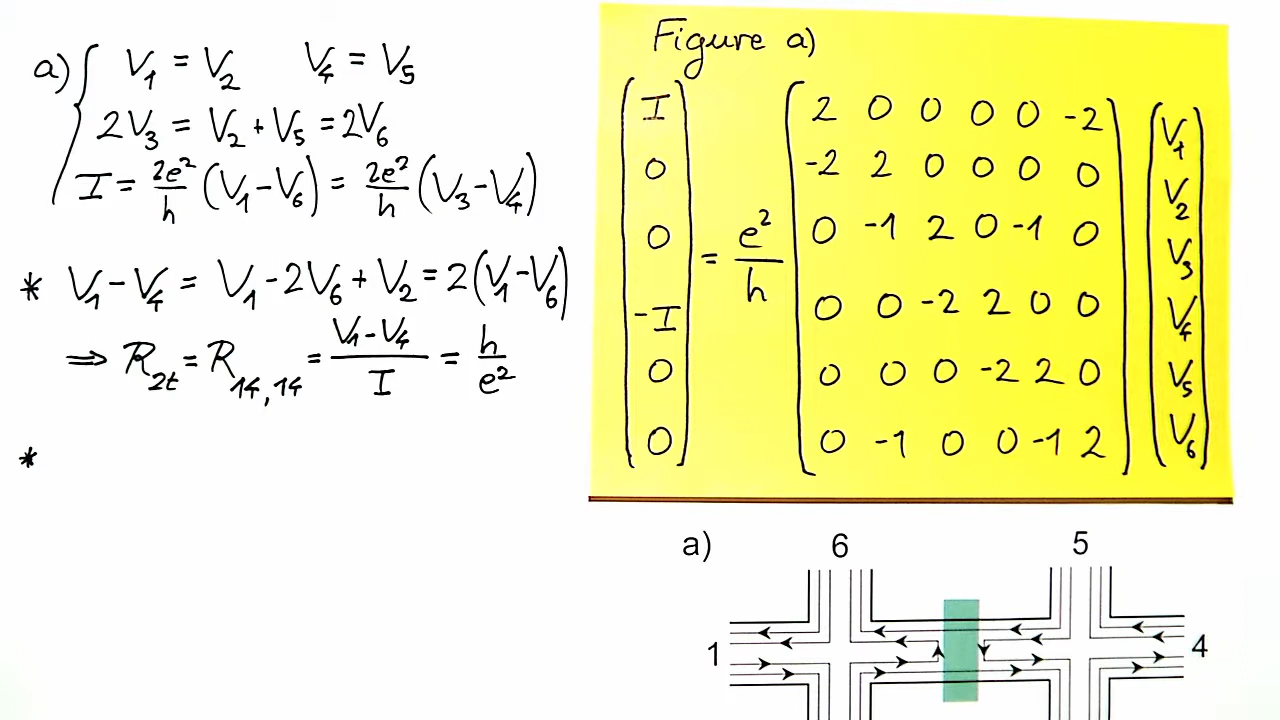 a) { V₁ = V₂ V₄ = V₅
2V₃ = V₂ + V₅ = 2V₆
I = 2e²/h (V₁ - V₆) = 2e²/h (V₃ - V₄)
* V₁ - V₄ = V₁ - 2V₆ + V₂ = 2(V₁ - V₆)
⇒ R₂t = R₁₄,₁₄ = (V₁ - V₄)/I = h/e²
*
Figure a)
I 2 0 0 0 0 -2 V₁
0 -2 2 0 0 0 0 V₂
0 0 -1 2 0 -1 0 V₃
= e²/h
-I 0 0 -2 2 0 0 V₄
0 0 0 0 -2 2 0 V₅
0 0 -1 0 0 -1 2 V₆
a) 6 5
1 4